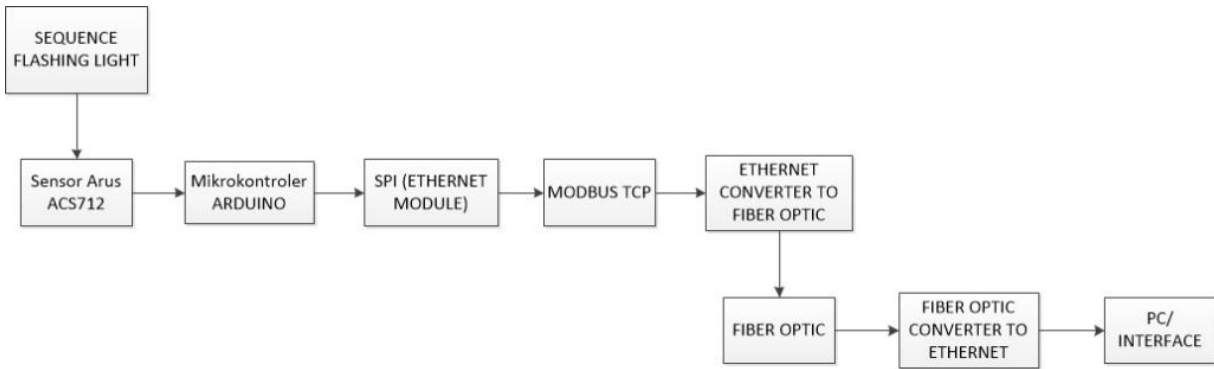 SEQUENCE
FLASHING LIGHT
Sensor Arus
ACS712
Mikrokontroler
ARDUINO
SPI (ETHERNET
MODULE)
MODBUS TCP
ETHERNET
CONVERTER TO
FIBER OPTIC
FIBER OPTIC
FIBER OPTIC
CONVERTER TO
ETHERNET
PC/
INTERFACE